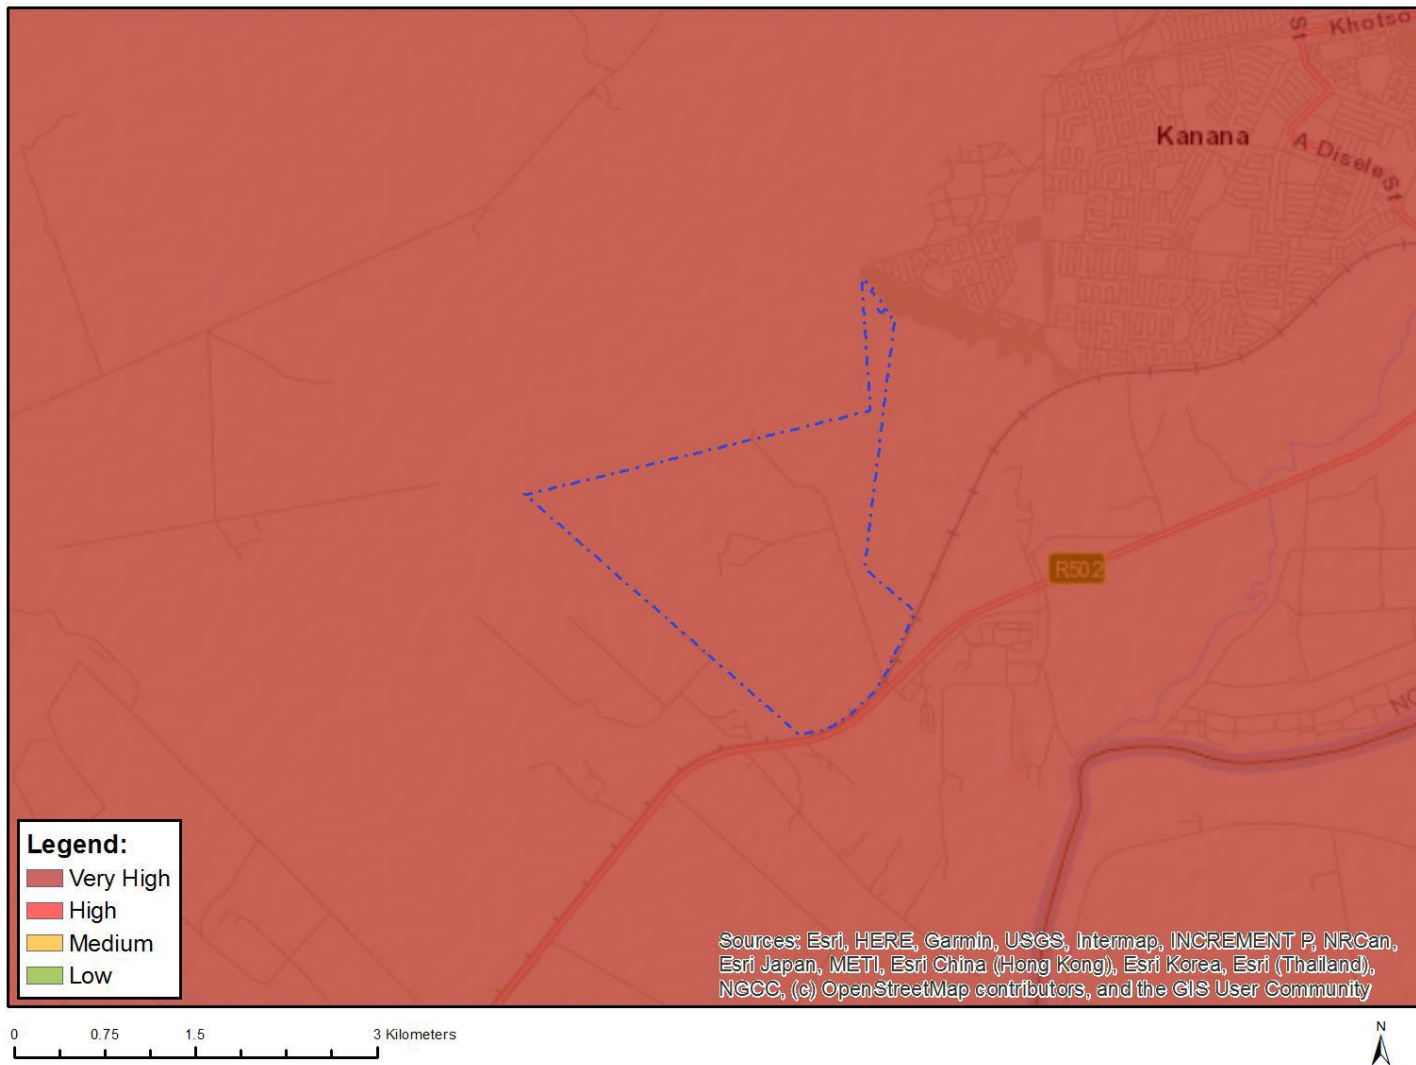 St
Khotso
Kanana
A Disele St
R502
NO
Legend:
Very High
High
Medium
Low
Sources: Esri, HERE, Garmin, USGS, Intermap, INCREMENT P, NRCan,
Esri Japan, METI, Esri China (Hong Kong), Esri Korea, Esri (Thailand),
NGCC, (c) OpenStreetMap contributors, and the GIS User Community
0 0.75 1.5 3 Kilometers
N